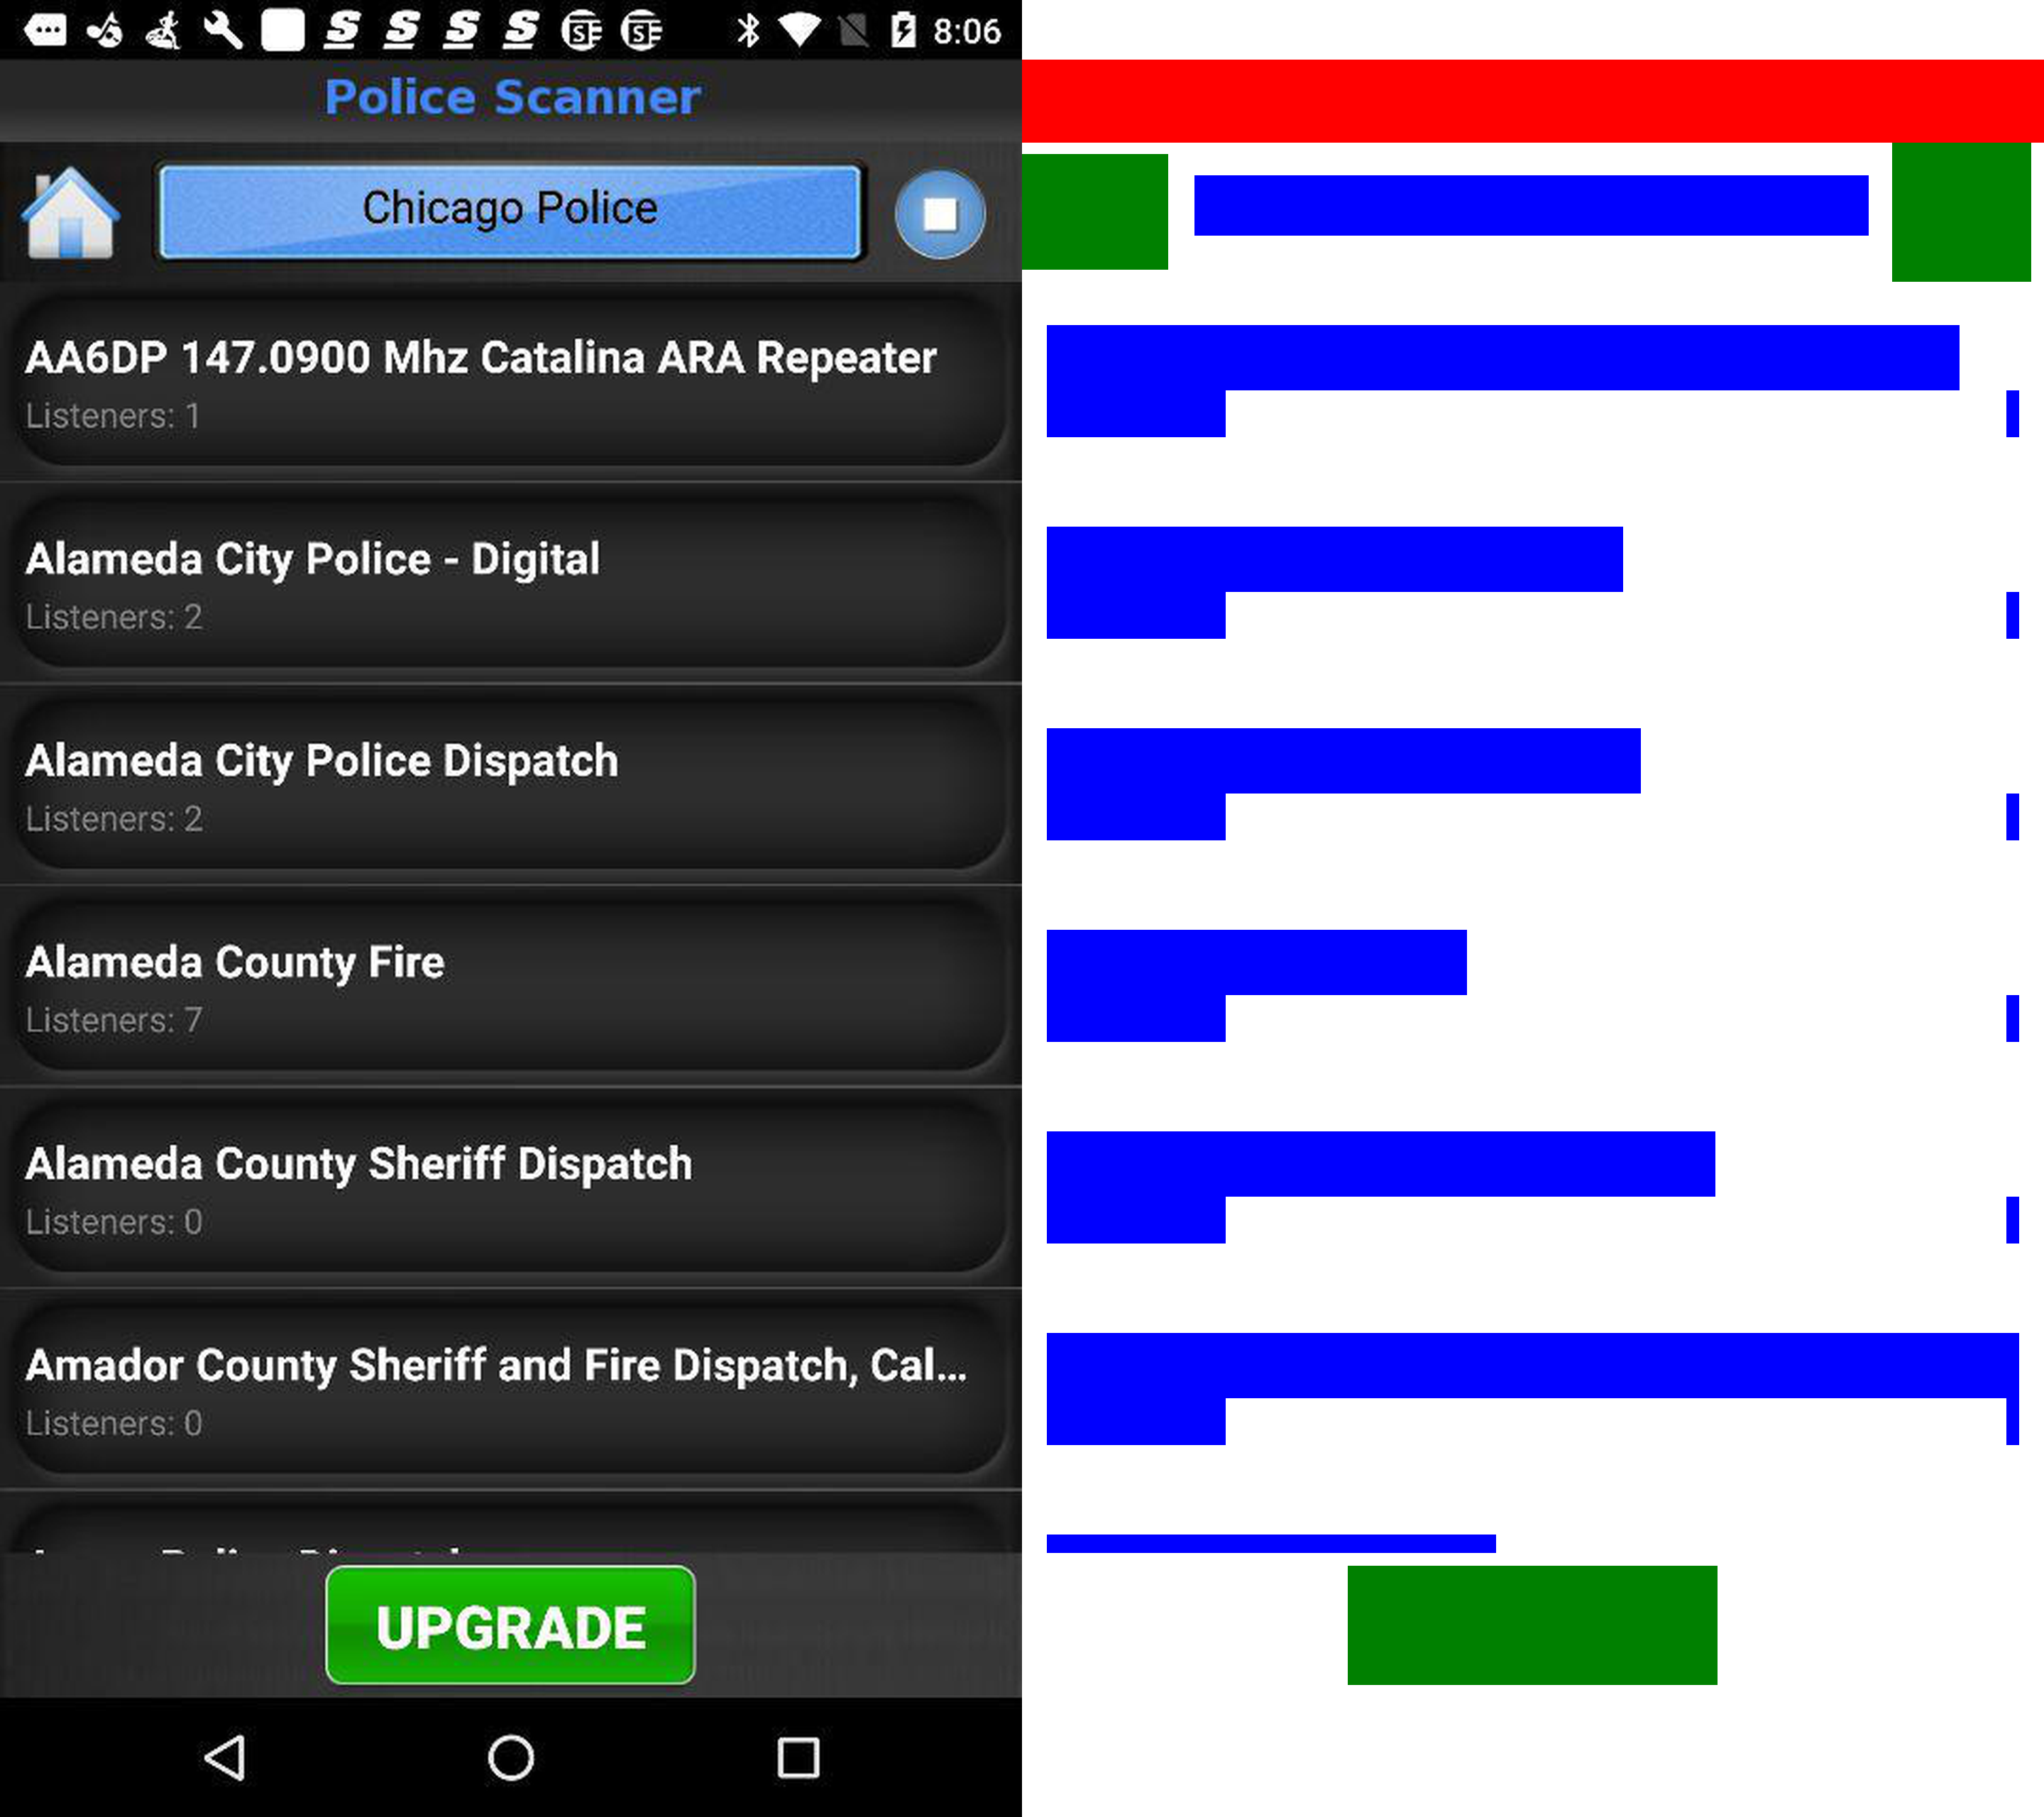 8:06
Police Scanner
Chicago Police
AA6DP 147.0900 Mhz Catalina ARA Repeater
Listeners: 1
Alameda City Police - Digital
Listeners: 2
Alameda City Police Dispatch
Listeners: 2
Alameda County Fire
Listeners: 7
Alameda County Sheriff Dispatch
Listeners: 0
Amador County Sheriff and Fire Dispatch, Cal...
Listeners: 0
UPGRADE